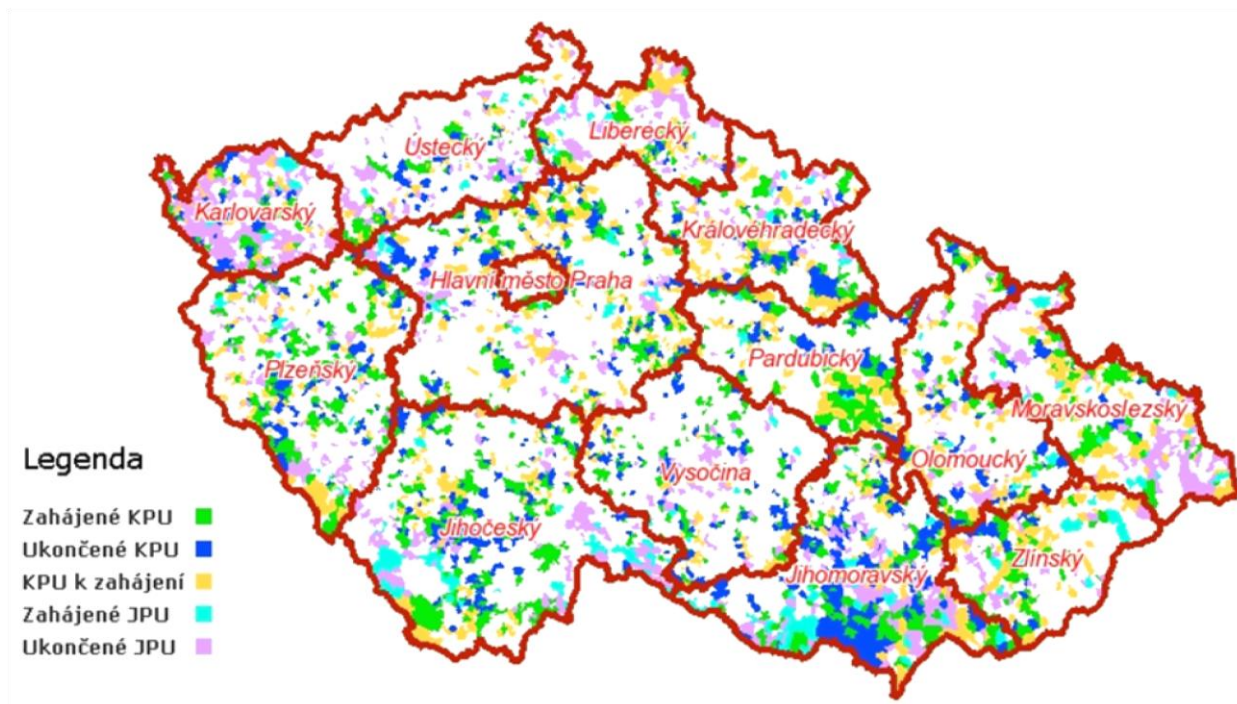 Liberecký
Ústecký
Karlovarský
Královéhradecký
Hlavní město Praha
Pardubický
Plzeňský
Moravskoslezský
Olomoucký
Vysočina
Jihočeský
Zlínský
Jihomoravský
Legenda
Zahájené KPU
Ukončené KPU
KPU k zahájení
Zahájené JPU
Ukončené JPU